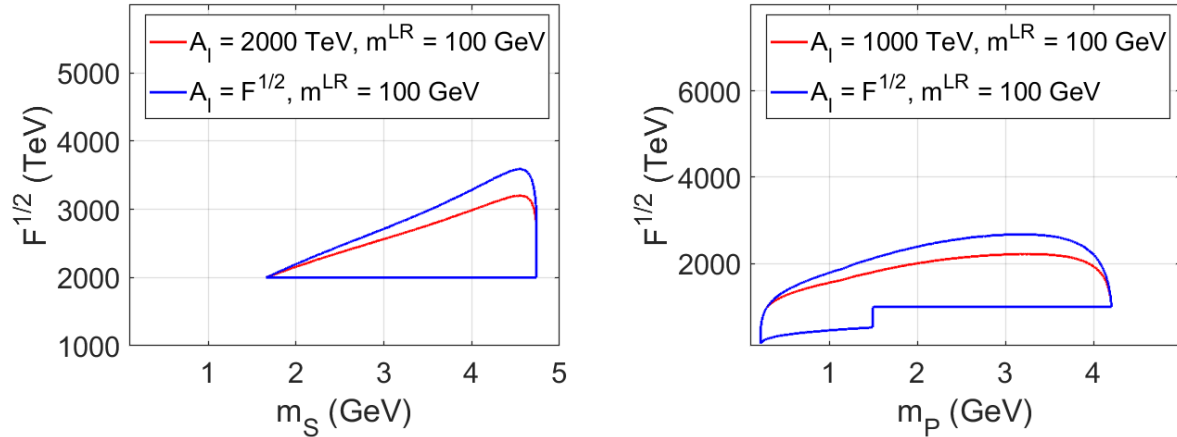 A_l = 2000 TeV, m^LR = 100 GeV
A_l = F^1/2, m^LR = 100 GeV
5000
4000
3000
2000
1000
F^1/2 (TeV)
1 2 3 4 5
m_S (GeV)
A_l = 1000 TeV, m^LR = 100 GeV
A_l = F^1/2, m^LR = 100 GeV
6000
4000
2000
F^1/2 (TeV)
1 2 3 4
m_P (GeV)